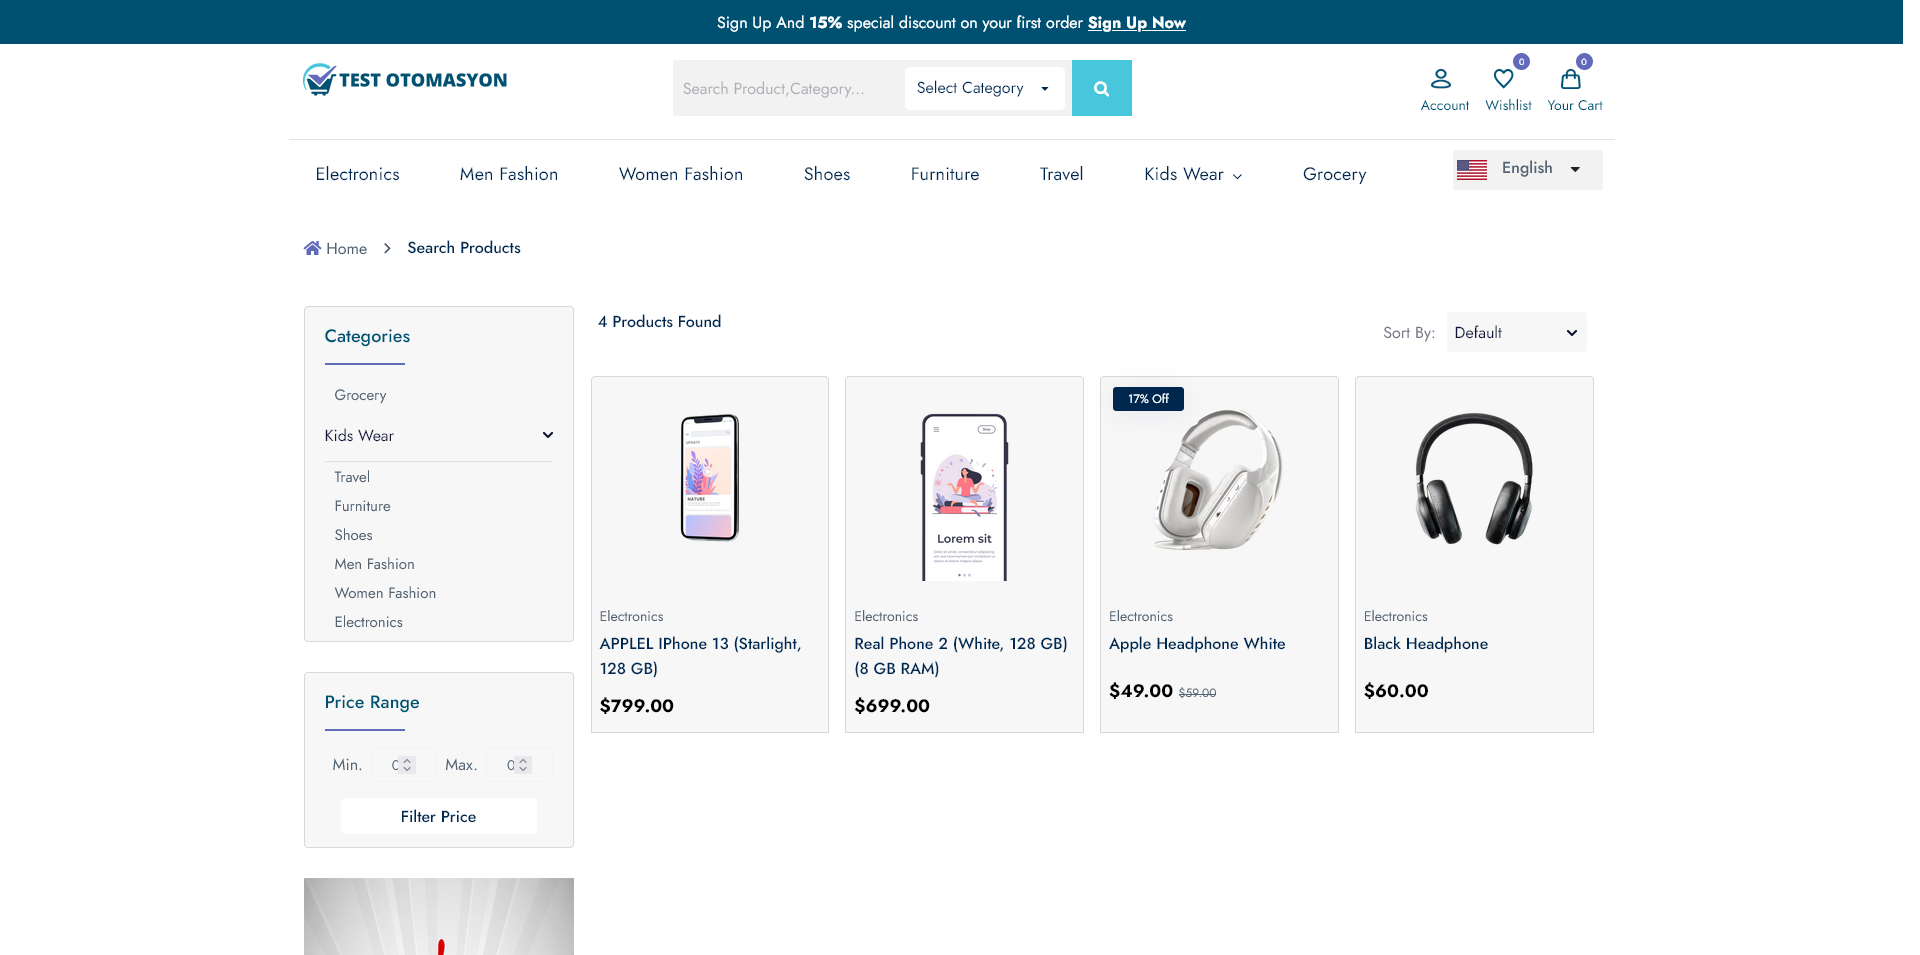 Sign Up And 15% special discount on your first order Sign Up Now
TEST OTOMASYON
Search Product,Category...
Select Category
0
0
Account
Wishlist
Your Cart
Electronics
Men Fashion
Women Fashion
Shoes
Furniture
Travel
Kids Wear
Grocery
English
Home
Search Products
Categories
Grocery
Kids Wear
Travel
Furniture
Shoes
Men Fashion
Women Fashion
Electronics
Price Range
Min.
0
Max.
0
Filter Price
4 Products Found
Sort By:
Default
UPDATE
NATURE
Electronics
APPLEL IPhone 13 (Starlight,
128 GB)
$799.00
Lorem sit
Electronics
Real Phone 2 (White, 128 GB)
(8 GB RAM)
$699.00
17% Off
Electronics
Apple Headphone White
$49.00 $59.00
Electronics
Black Headphone
$60.00